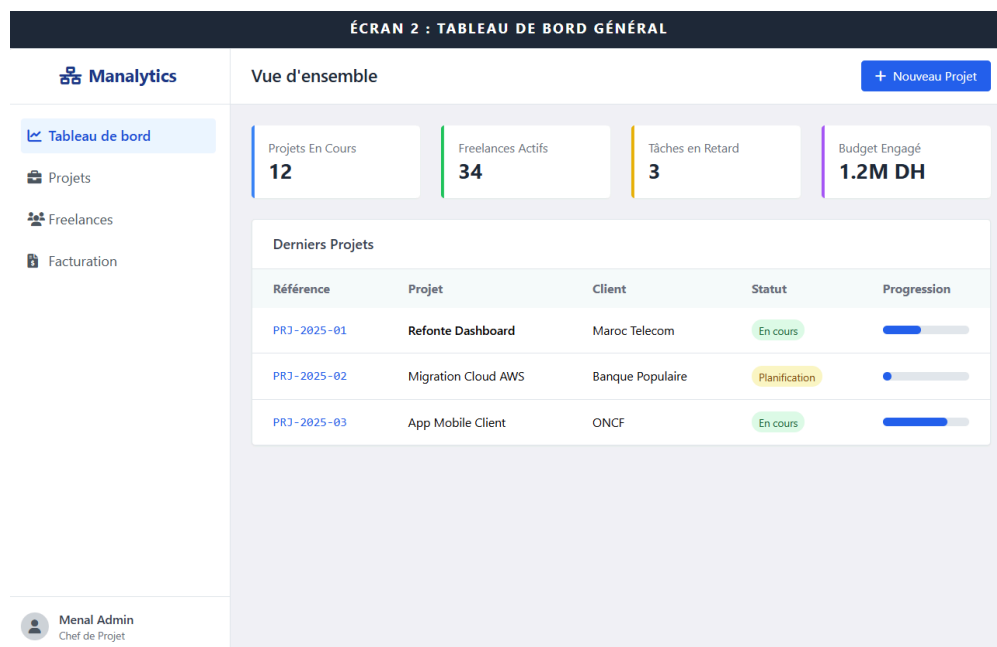 ÉCRAN 2 : TABLEAU DE BORD GÉNÉRAL
Manalytics
Vue d'ensemble
+ Nouveau Projet
Tableau de bord
Projets
Freelances
Facturation
Projets En Cours
12
Freelances Actifs
34
Tâches en Retard
3
Budget Engagé
1.2M DH
Derniers Projets
Référence Projet Client Statut Progression
PRJ-2025-01 Refonte Dashboard Maroc Telecom En cours
PRJ-2025-02 Migration Cloud AWS Banque Populaire Planification
PRJ-2025-03 App Mobile Client ONCF En cours
Menal Admin
Chef de Projet